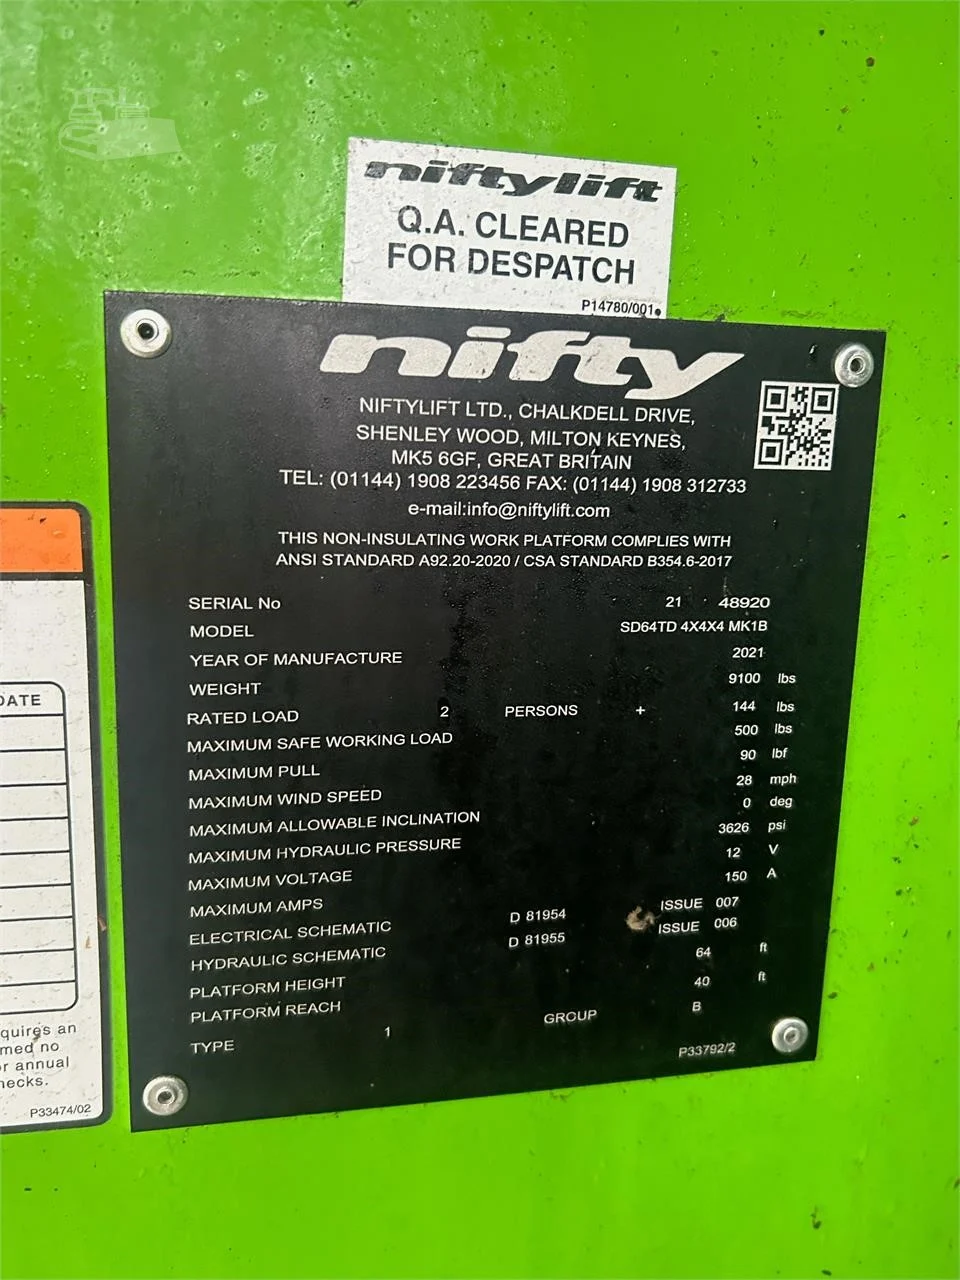 niftylift
Q.A. CLEARED
FOR DESPATCH
P14780/001
nifty
NIFTYLIFT LTD., CHALKDELL DRIVE,
SHENLEY WOOD, MILTON KEYNES,
MK5 6GF, GREAT BRITAIN
TEL: (01144) 1908 223456 FAX: (01144) 1908 312733
e-mail:info@niftylift.com
THIS NON-INSULATING WORK PLATFORM COMPLIES WITH
ANSI STANDARD A92.20-2020 / CSA STANDARD B354.6-2017
SERIAL No 21 48920
MODEL SD64TD 4X4X4 MK1B
YEAR OF MANUFACTURE 2021
WEIGHT 9100 lbs
RATED LOAD 2 PERSONS + 144 lbs
MAXIMUM SAFE WORKING LOAD 500 lbs
MAXIMUM PULL 90 lbf
MAXIMUM WIND SPEED 28 mph
MAXIMUM ALLOWABLE INCLINATION 0 deg
MAXIMUM HYDRAULIC PRESSURE 3626 psi
MAXIMUM VOLTAGE 12 V
MAXIMUM AMPS 150 A
ELECTRICAL SCHEMATIC D 81954 ISSUE 007
HYDRAULIC SCHEMATIC D 81955 ISSUE 006
PLATFORM HEIGHT 64 ft
PLATFORM REACH 40 ft
TYPE 1 GROUP B
P33792/2
DATE
quires an
med no
r annual
hecks.
P33474/02